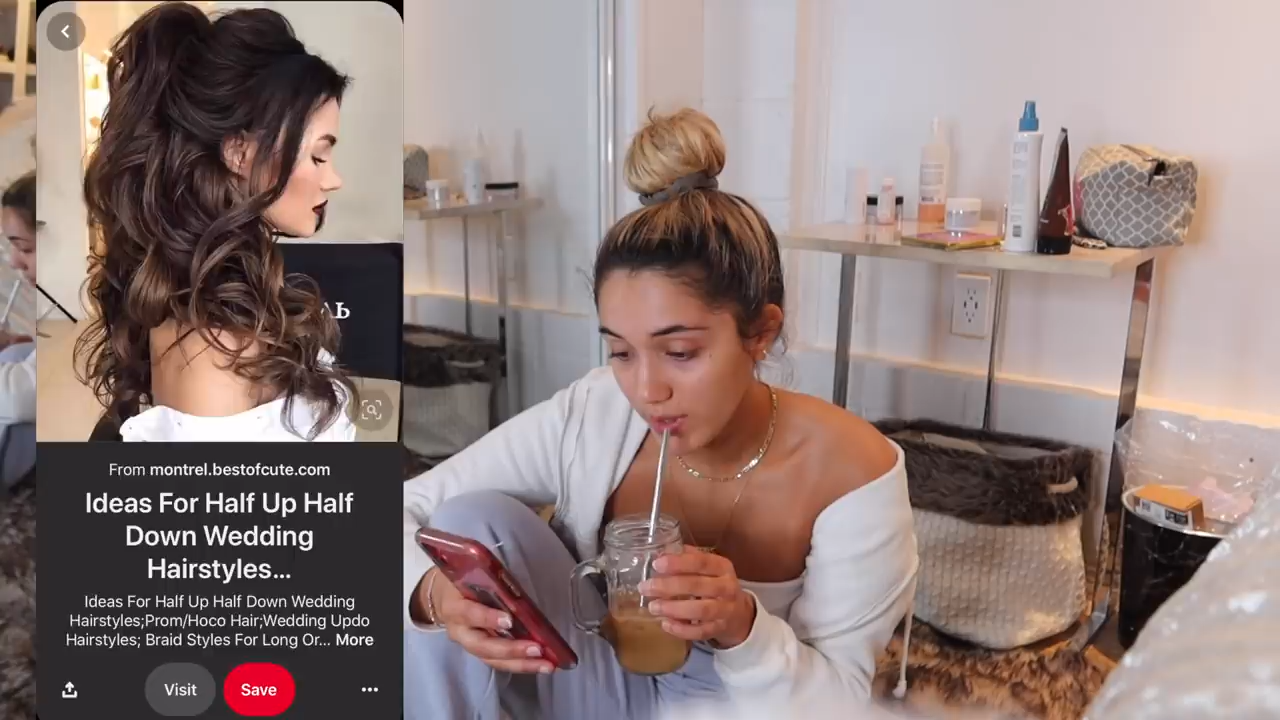 АЬ
From montrel.bestofcute.com
Ideas For Half Up Half
Down Wedding
Hairstyles...
Ideas For Half Up Half Down Wedding
Hairstyles;Prom/Hoco Hair;Wedding Updo
Hairstyles; Braid Styles For Long Or... More
Visit
Save